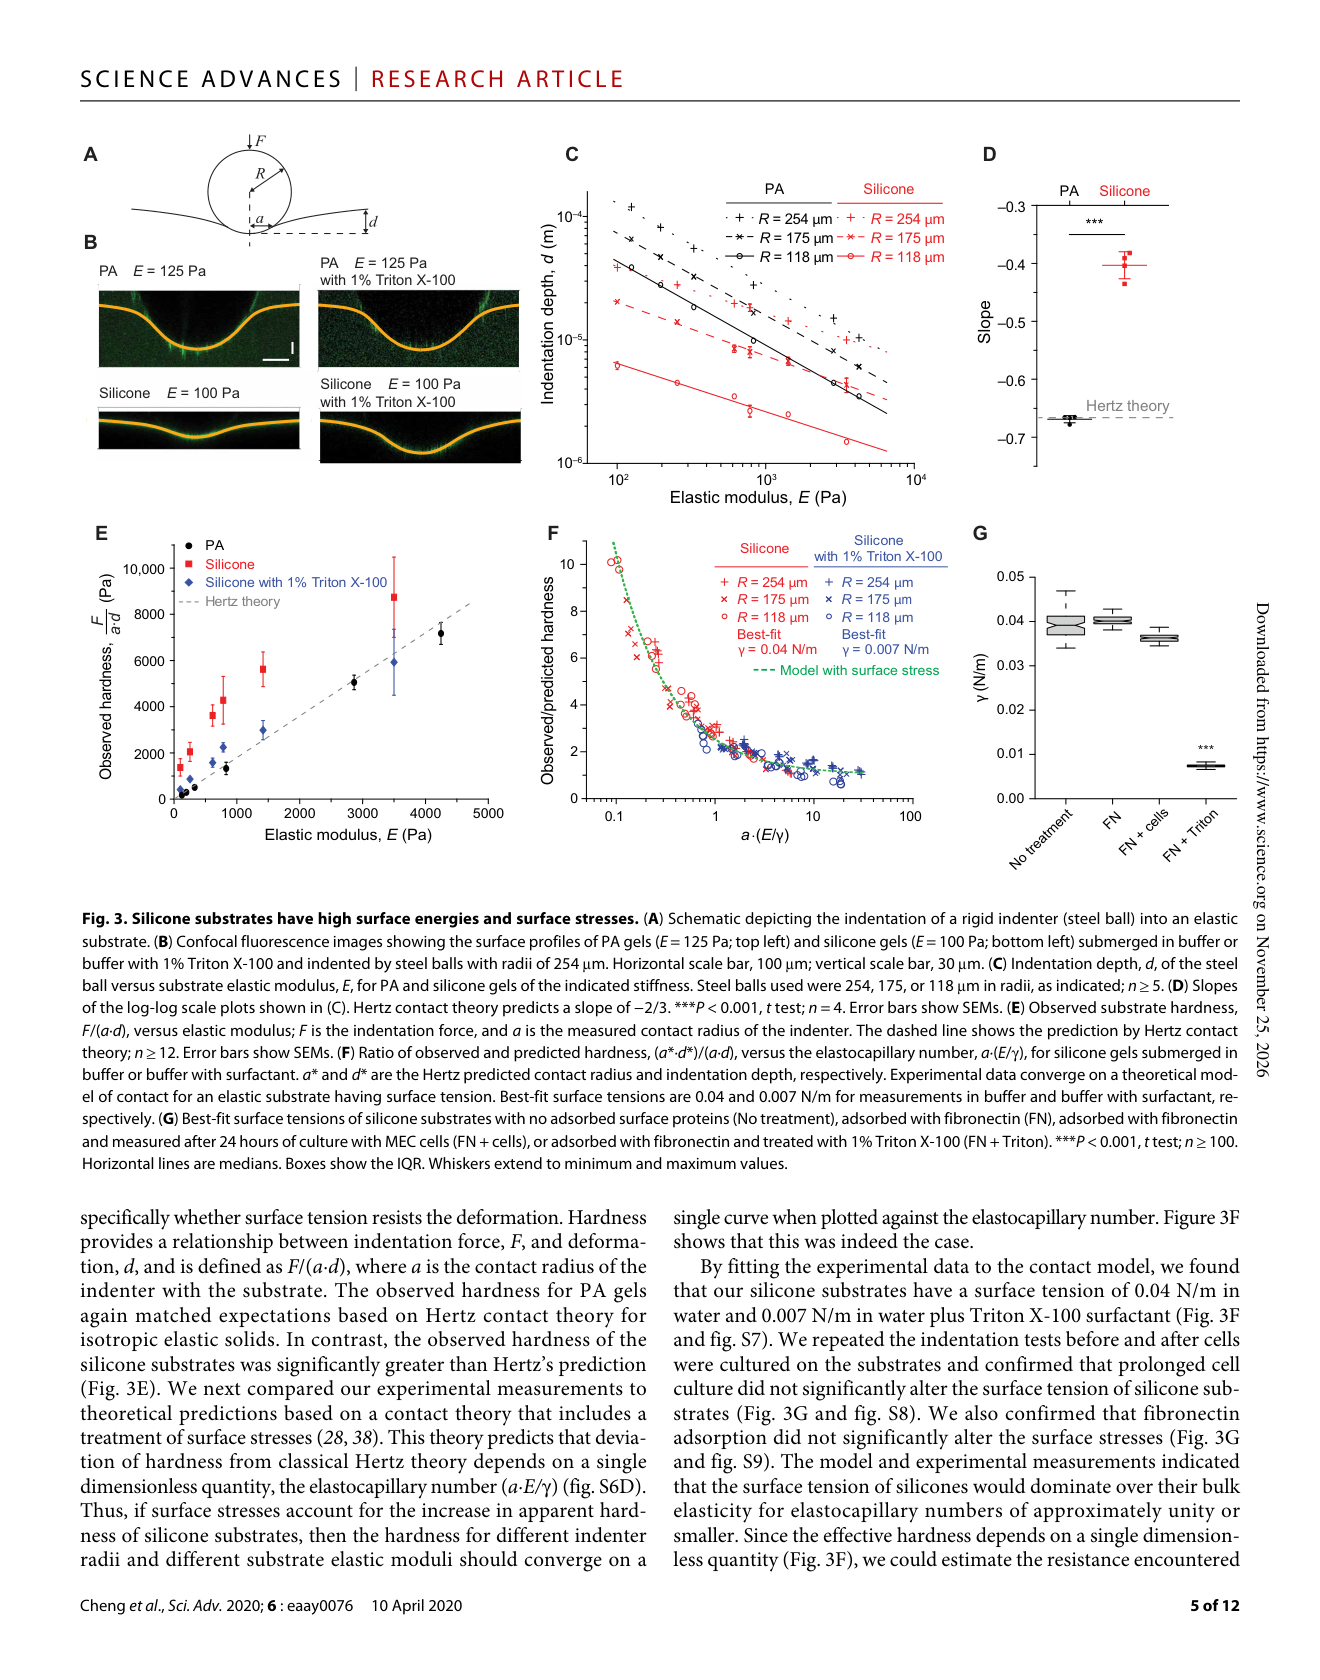 SCIENCE ADVANCES | RESEARCH ARTICLE
A
F
R
a
d
B
PA E = 125 Pa
PA E = 125 Pa
with 1% Triton X-100
Silicone E = 100 Pa
Silicone E = 100 Pa
with 1% Triton X-100
C
PA Silicone
R = 254 μm R = 254 μm
R = 175 μm R = 175 μm
R = 118 μm R = 118 μm
Indentation depth, d (m)
10⁻⁴
10⁻⁵
10⁻⁶
10² 10³ 10⁴
Elastic modulus, E (Pa)
D
PA Silicone
***
Slope
–0.3
–0.4
–0.5
–0.6
–0.7
Hertz theory
E
PA
Silicone
Silicone with 1% Triton X-100
Hertz theory
Observed hardness, F/a·d (Pa)
10,000
8000
6000
4000
2000
0
0 1000 2000 3000 4000 5000
Elastic modulus, E (Pa)
F
Silicone
Silicone
with 1% Triton X-100
R = 254 μm R = 254 μm
R = 175 μm R = 175 μm
R = 118 μm R = 118 μm
Best-fit Best-fit
γ = 0.04 N/m γ = 0.007 N/m
Model with surface stress
Observed/predicted hardness
10
8
6
4
2
0
0.1 1 10 100
a·(E/γ)
G
γ (N/m)
0.05
0.04
0.03
0.02
0.01
0.00
***
No treatment
FN
FN + cells
FN + Triton
Fig. 3. Silicone substrates have high surface energies and surface stresses. (A) Schematic depicting the indentation of a rigid indenter (steel ball) into an elastic
substrate. (B) Confocal fluorescence images showing the surface profiles of PA gels (E = 125 Pa; top left) and silicone gels (E = 100 Pa; bottom left) submerged in buffer or
buffer with 1% Triton X-100 and indented by steel balls with radii of 254 μm. Horizontal scale bar, 100 μm; vertical scale bar, 30 μm. (C) Indentation depth, d, of the steel
ball versus substrate elastic modulus, E, for PA and silicone gels of the indicated stiffness. Steel balls used were 254, 175, or 118 μm in radii, as indicated; n ≥ 5. (D) Slopes
of the log-log scale plots shown in (C). Hertz contact theory predicts a slope of −2/3. ***P < 0.001, t test; n = 4. Error bars show SEMs. (E) Observed substrate hardness,
F/(a·d), versus elastic modulus; F is the indentation force, and a is the measured contact radius of the indenter. The dashed line shows the prediction by Hertz contact
theory; n ≥ 12. Error bars show SEMs. (F) Ratio of observed and predicted hardness, (a*·d*)/(a·d), versus the elastocapillary number, a·(E/γ), for silicone gels submerged in
buffer or buffer with surfactant. a* and d* are the Hertz predicted contact radius and indentation depth, respectively. Experimental data converge on a theoretical mod-
el of contact for an elastic substrate having surface tension. Best-fit surface tensions are 0.04 and 0.007 N/m for measurements in buffer and buffer with surfactant, re-
spectively. (G) Best-fit surface tensions of silicone substrates with no adsorbed surface proteins (No treatment), adsorbed with fibronectin (FN), adsorbed with fibronectin
and measured after 24 hours of culture with MEC cells (FN + cells), or adsorbed with fibronectin and treated with 1% Triton X-100 (FN + Triton). ***P < 0.001, t test; n ≥ 100.
Horizontal lines are medians. Boxes show the IQR. Whiskers extend to minimum and maximum values.
specifically whether surface tension resists the deformation. Hardness
provides a relationship between indentation force, F, and deforma-
tion, d, and is defined as F/(a·d), where a is the contact radius of the
indenter with the substrate. The observed hardness for PA gels
again matched expectations based on Hertz contact theory for
isotropic elastic solids. In contrast, the observed hardness of the
silicone substrates was significantly greater than Hertz's prediction
(Fig. 3E). We next compared our experimental measurements to
theoretical predictions based on a contact theory that includes a
treatment of surface stresses (28, 38). This theory predicts that devia-
tion of hardness from classical Hertz theory depends on a single
dimensionless quantity, the elastocapillary number (a·E/γ) (fig. S6D).
Thus, if surface stresses account for the increase in apparent hard-
ness of silicone substrates, then the hardness for different indenter
radii and different substrate elastic moduli should converge on a
single curve when plotted against the elastocapillary number. Figure 3F
shows that this was indeed the case.
By fitting the experimental data to the contact model, we found
that our silicone substrates have a surface tension of 0.04 N/m in
water and 0.007 N/m in water plus Triton X-100 surfactant (Fig. 3F
and fig. S7). We repeated the indentation tests before and after cells
were cultured on the substrates and confirmed that prolonged cell
culture did not significantly alter the surface tension of silicone sub-
strates (Fig. 3G and fig. S8). We also confirmed that fibronectin
adsorption did not significantly alter the surface stresses (Fig. 3G
and fig. S9). The model and experimental measurements indicated
that the surface tension of silicones would dominate over their bulk
elasticity for elastocapillary numbers of approximately unity or
smaller. Since the effective hardness depends on a single dimension-
less quantity (Fig. 3F), we could estimate the resistance encountered
Downloaded from https://www.science.org on November 25, 2026
Cheng et al., Sci. Adv. 2020; 6 : eaay0076 10 April 2020
5 of 12